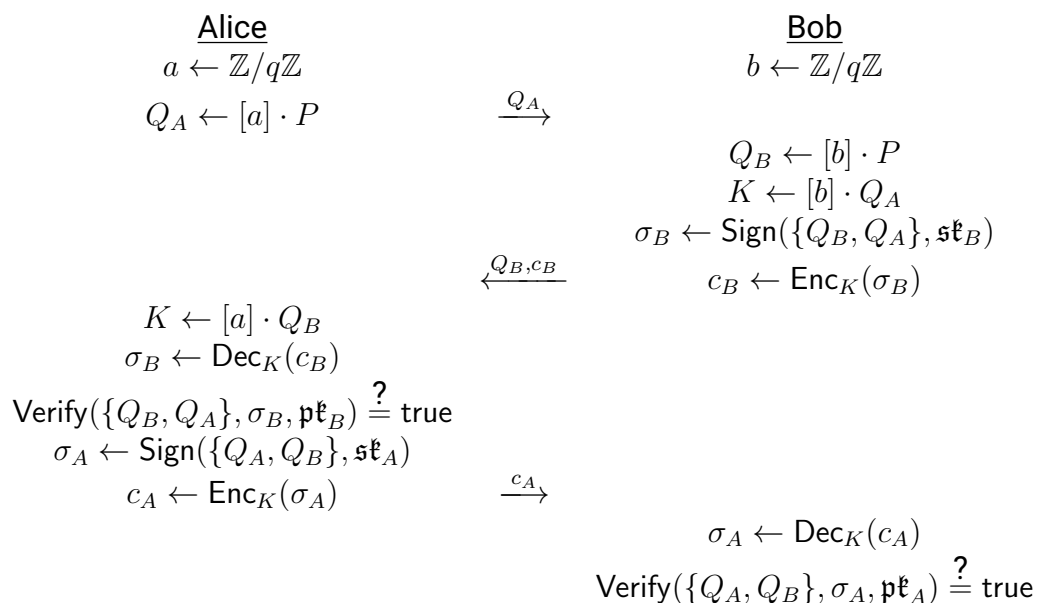 Alice Bob
a ← ℤ/qℤ b ← ℤ/qℤ
Q_A ← [a] · P Q_A ⟶
Q_B ← [b] · P
K ← [b] · Q_A
σ_B ← Sign({Q_B, Q_A}, 𝔰𝔨_B)
Q_B,c_B ⟵ c_B ← Enc_K(σ_B)
K ← [a] · Q_B
σ_B ← Dec_K(c_B)
Verify({Q_B, Q_A}, σ_B, 𝔭𝔨_B) ≟ true
σ_A ← Sign({Q_A, Q_B}, 𝔰𝔨_A)
c_A ← Enc_K(σ_A) c_A ⟶
σ_A ← Dec_K(c_A)
Verify({Q_A, Q_B}, σ_A, 𝔭𝔨_A) ≟ true